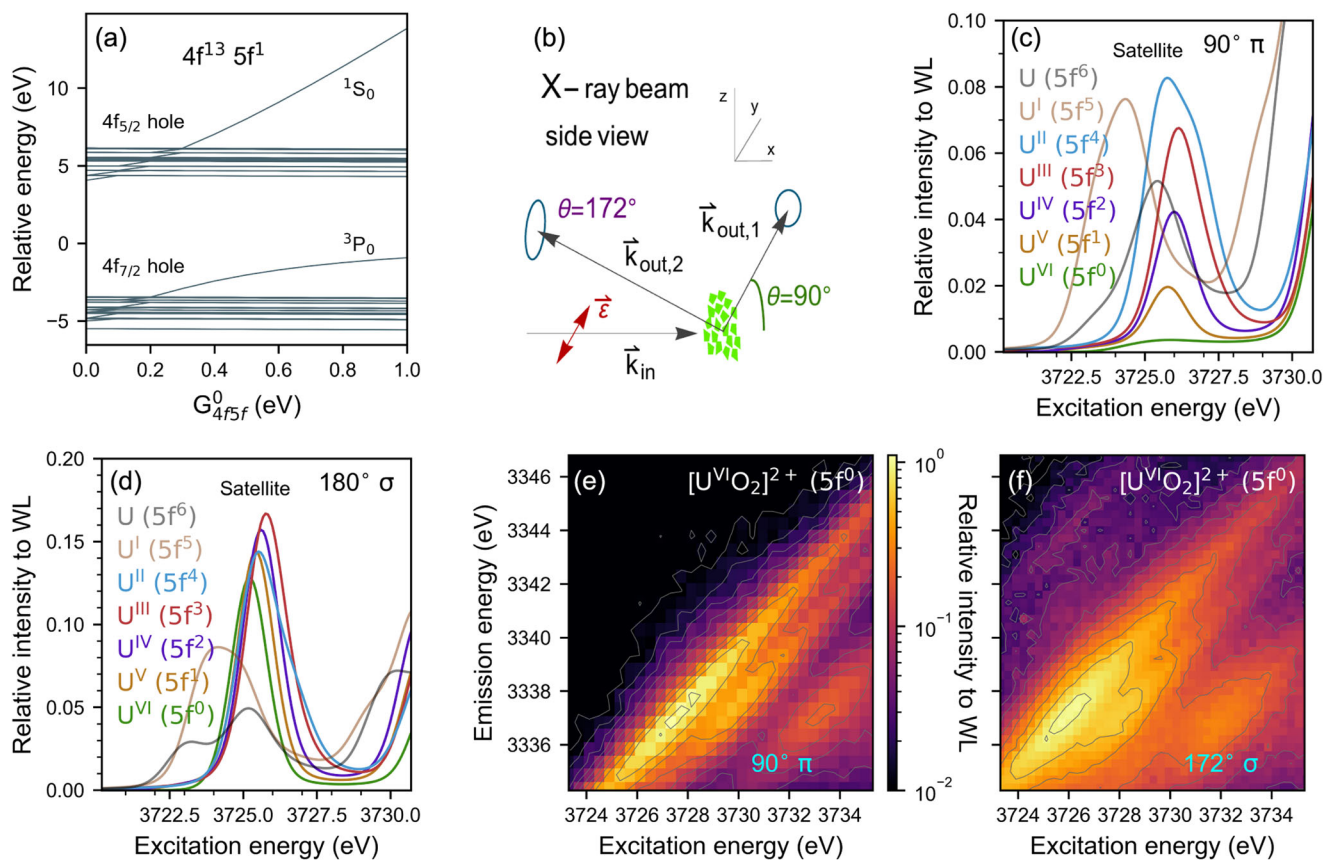 (a)
4f¹³ 5f¹
¹S₀
4f₅/₂ hole
³P₀
4f₇/₂ hole
Relative energy (eV)
10
5
0
−5
0.0 0.2 0.4 0.6 0.8 1.0
G⁰₄f5f (eV)
(b)
X−ray beam
side view
z
y
x
θ=172°
k⃗out,1
k⃗out,2
θ=90°
ε⃗
k⃗in
(c)
Satellite
90° π
U (5f⁶)
Uᴵ (5f⁵)
Uᴵᴵ (5f⁴)
Uᴵᴵᴵ (5f³)
Uᴵⱽ (5f²)
Uⱽ (5f¹)
Uⱽᴵ (5f⁰)
Relative intensity to WL
0.10
0.08
0.06
0.04
0.02
0.00
3722.5 3725.0 3727.5 3730.0
Excitation energy (eV)
(d)
Satellite
180° σ
U (5f⁶)
Uᴵ (5f⁵)
Uᴵᴵ (5f⁴)
Uᴵᴵᴵ (5f³)
Uᴵⱽ (5f²)
Uⱽ (5f¹)
Uⱽᴵ (5f⁰)
Relative intensity to WL
0.20
0.15
0.10
0.05
0.00
3722.5 3725.0 3727.5 3730.0
Excitation energy (eV)
(e)
[UⱽᴵO₂]²⁺ (5f⁰)
90° π
Emission energy (eV)
3346
3344
3342
3340
3338
3336
3724 3726 3728 3730 3732 3734
Excitation energy (eV)
10⁰
10⁻¹
10⁻²
Relative intensity to WL
(f)
[UⱽᴵO₂]²⁺ (5f⁰)
172° σ
3724 3726 3728 3730 3732 3734
Excitation energy (eV)